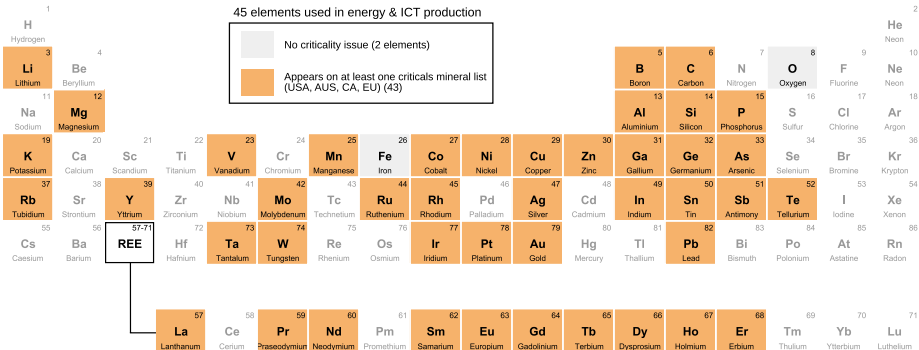 45 elements used in energy & ICT production
No criticality issue (2 elements)
Appears on at least one criticals mineral list
(USA, AUS, CA, EU) (43)
1 2
H He
Hydrogen Neon
3 4 5 6 7 8 9 10
Li Be B C N O F Ne
Lithium Beryllium Boron Carbon Nitrogen Oxygen Fluorine Neon
11 12 13 14 15 16 17 18
Na Mg Al Si P S Cl Ar
Sodium Magnesium Aluminium Silicon Phosphorus Sulfur Chlorine Argon
19 20 21 22 23 24 25 26 27 28 29 30 31 32 33 34 35 36
K Ca Sc Ti V Cr Mn Fe Co Ni Cu Zn Ga Ge As Se Br Kr
Potassium Calcium Scandium Titanium Vanadium Chromium Manganese Iron Cobalt Nickel Copper Zinc Gallium Germanium Arsenic Selenium Bromine Krypton
37 38 39 40 41 42 43 44 45 46 47 48 49 50 51 52 53 54
Rb Sr Y Zr Nb Mo Tc Ru Rh Pd Ag Cd In Sn Sb Te I Xe
Tubidium Strontium Yttrium Zirconium Niobium Molybdenum Technetium Ruthenium Rhodium Palladium Silver Cadmium Indium Tin Antimony Tellurium Iodine Xenon
55 56 57-71 72 73 74 75 76 77 78 79 80 81 82 83 84 85 86
Cs Ba REE Hf Ta W Re Os Ir Pt Au Hg Tl Pb Bi Po At Rn
Caesium Barium Hafnium Tantalum Tungsten Rhenium Osmium Iridium Platinum Gold Mercury Thallium Lead Bismuth Polonium Astatine Radon
57 58 59 60 61 62 63 64 65 66 67 68 69 70 71
La Ce Pr Nd Pm Sm Eu Gd Tb Dy Ho Er Tm Yb Lu
Lanthanum Cerium Praseodymium Neodymium Promethium Samarium Europium Gadolinium Terbium Dysprosium Holmium Erbium Thulium Ytterbium Luthelium